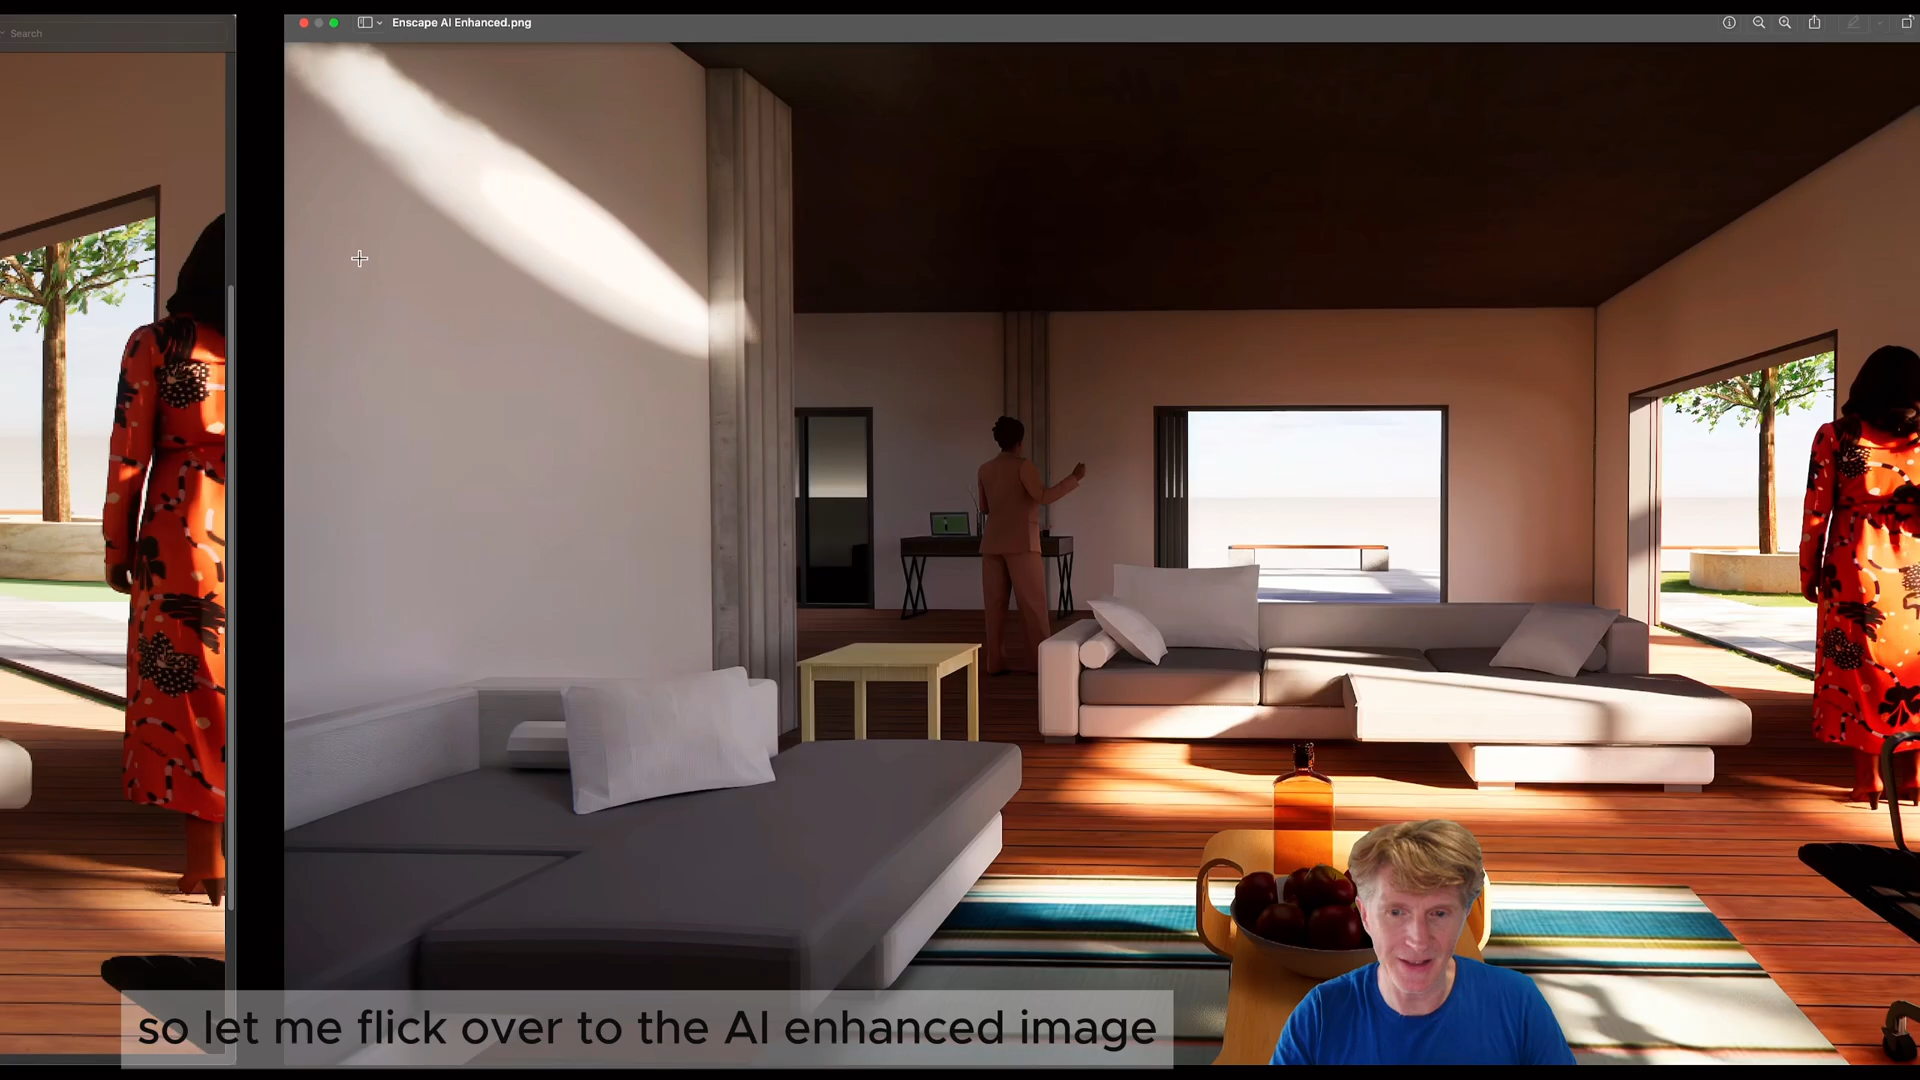 Search
Enscape AI Enhanced.png
so let me flick over to the AI enhanced image